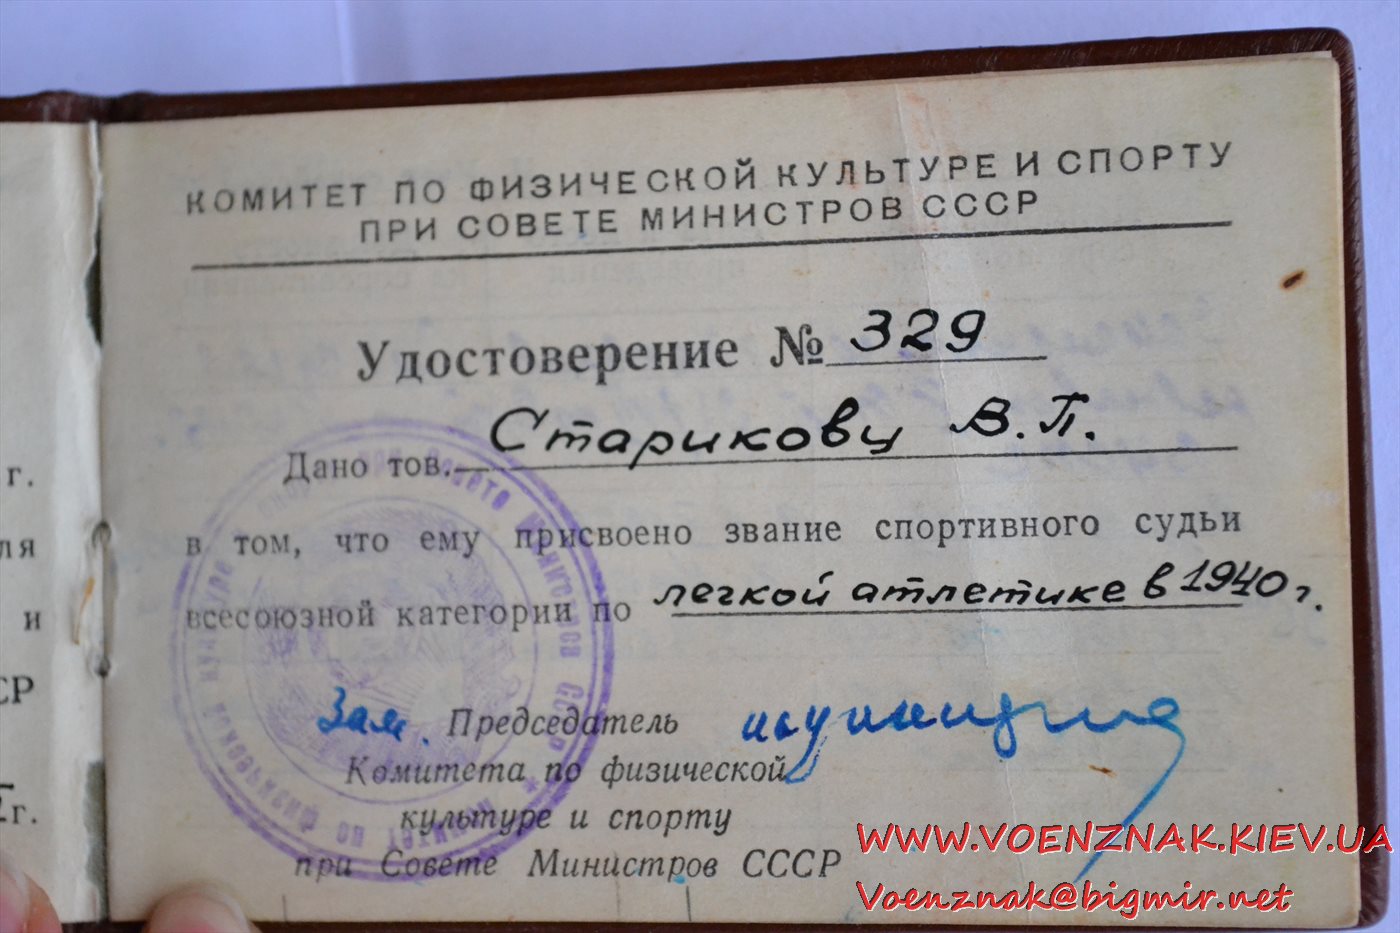 КОМИТЕТ ПО ФИЗИЧЕСКОЙ КУЛЬТУРЕ И СПОРТУ
ПРИ СОВЕТЕ МИНИСТРОВ СССР
Удостоверение № 329
Дано тов. Старикову В.П.
в том, что ему присвоено звание спортивного судьи
всесоюзной категории по легкой атлетике в 1940 г.
Зам. Председатель
Комитета по физической
культуре и спорту
при Совете Министров СССР
г.
ля
и
СР
г.
WWW.VOENZNAK.KIEV.UA
Voenznak@bigmir.net